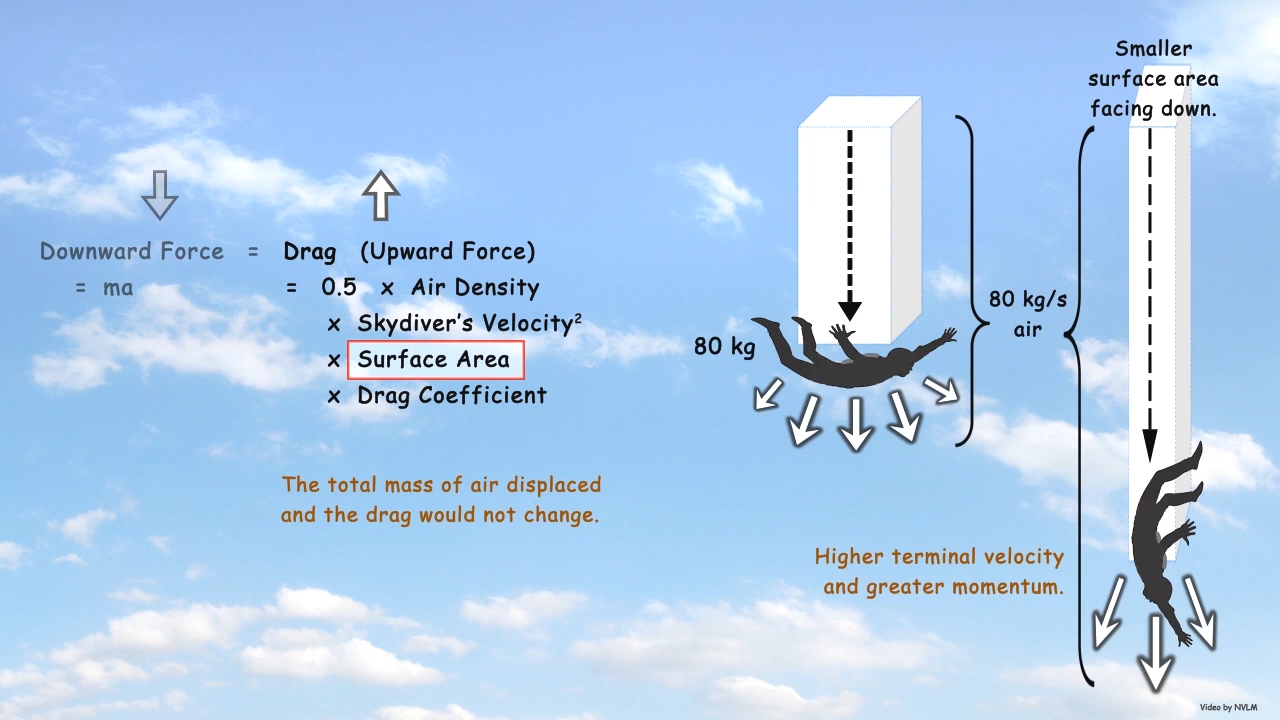 Downward Force = Drag (Upward Force)
= ma = 0.5 x Air Density
x Skydiver's Velocity²
x Surface Area
x Drag Coefficient
The total mass of air displaced
and the drag would not change.
80 kg
80 kg/s
air
Smaller
surface area
facing down.
Higher terminal velocity
and greater momentum.
Video by NVLM